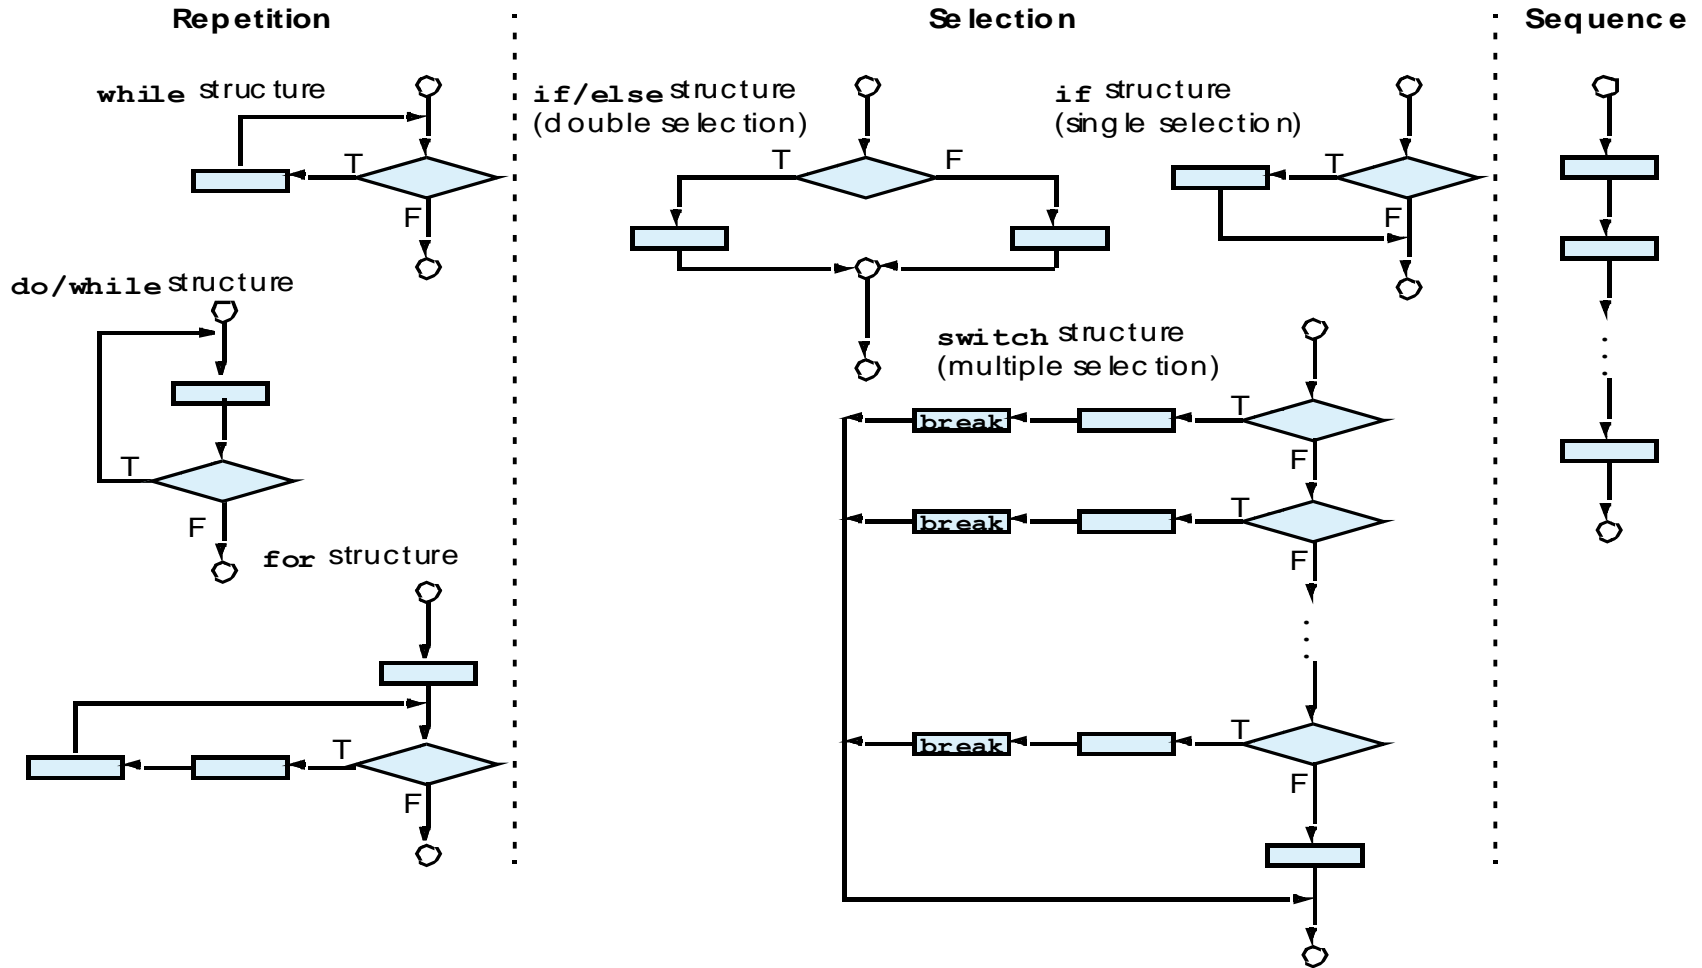 Repetition
Selection
Sequence
while structure
T
F
do/while structure
T
F
for structure
T
F
if/else structure
(double selection)
T
F
if structure
(single selection)
T
F
switch structure
(multiple selection)
T
break
F
T
break
F
.
.
.
T
break
F
.
.
.